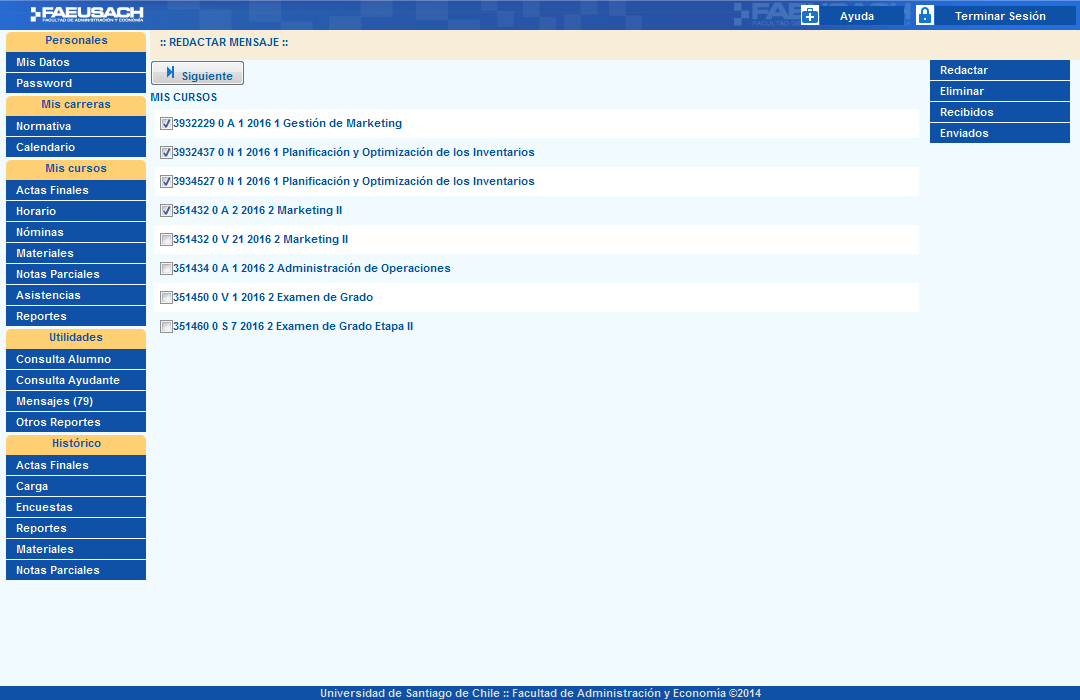 FAEUSACH
FACULTAD DE ADMINISTRACIÓN Y ECONOMÍA
FAEUSACH
Ayuda
Terminar Sesión
Personales
Mis Datos
Password
Mis carreras
Normativa
Calendario
Mis cursos
Actas Finales
Horario
Nóminas
Materiales
Notas Parciales
Asistencias
Reportes
Utilidades
Consulta Alumno
Consulta Ayudante
Mensajes (79)
Otros Reportes
Histórico
Actas Finales
Carga
Encuestas
Reportes
Materiales
Notas Parciales
:: REDACTAR MENSAJE ::
Siguiente
MIS CURSOS
3932229 0 A 1 2016 1 Gestión de Marketing
3932437 0 N 1 2016 1 Planificación y Optimización de los Inventarios
3934527 0 N 1 2016 1 Planificación y Optimización de los Inventarios
351432 0 A 2 2016 2 Marketing II
351432 0 V 21 2016 2 Marketing II
351434 0 A 1 2016 2 Administración de Operaciones
351450 0 V 1 2016 2 Examen de Grado
351460 0 S 7 2016 2 Examen de Grado Etapa II
Redactar
Eliminar
Recibidos
Enviados
Universidad de Santiago de Chile :: Facultad de Administración y Economía ©2014